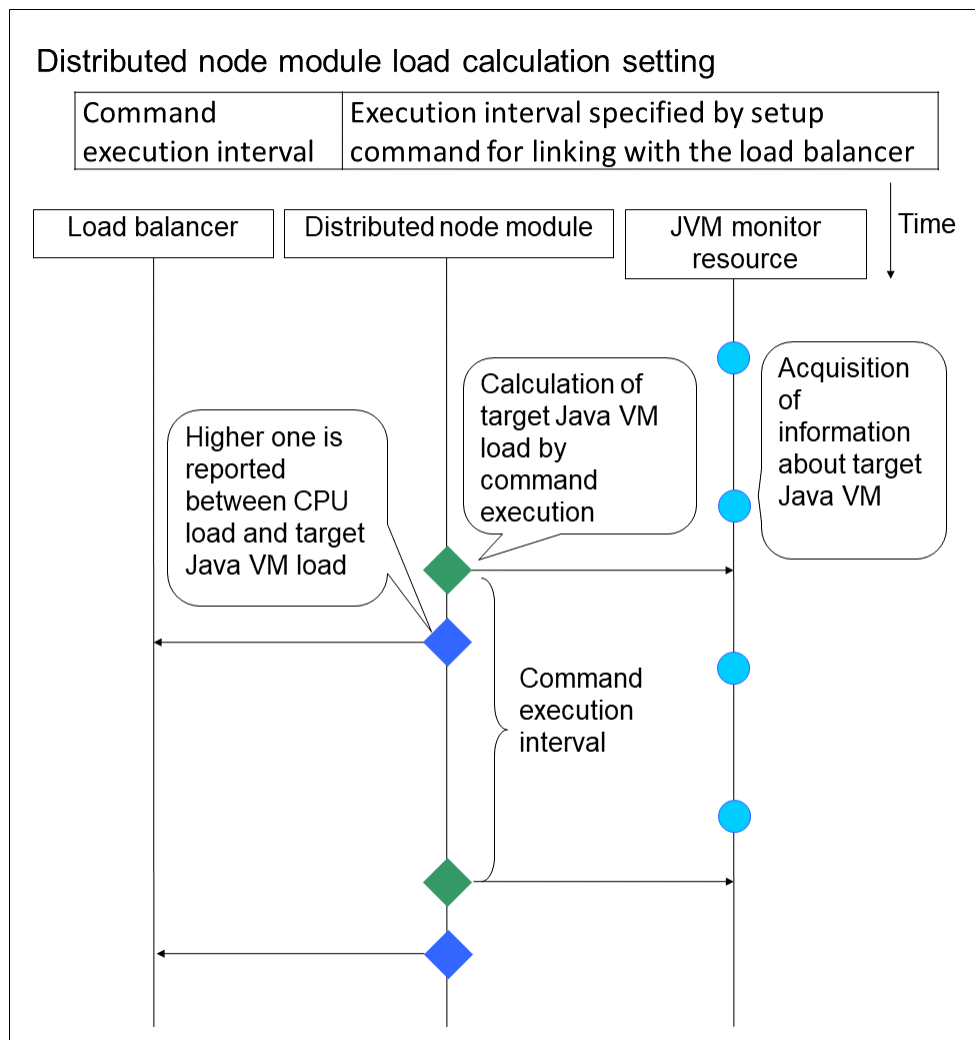 Distributed node module load calculation setting
Command
execution interval
Execution interval specified by setup
command for linking with the load balancer
Load balancer
Distributed node module
JVM monitor
resource
Time
Acquisition
of
information
about target
Java VM
Calculation of
target Java VM
load by
command
execution
Higher one is
reported
between CPU
load and target
Java VM load
Command
execution
interval